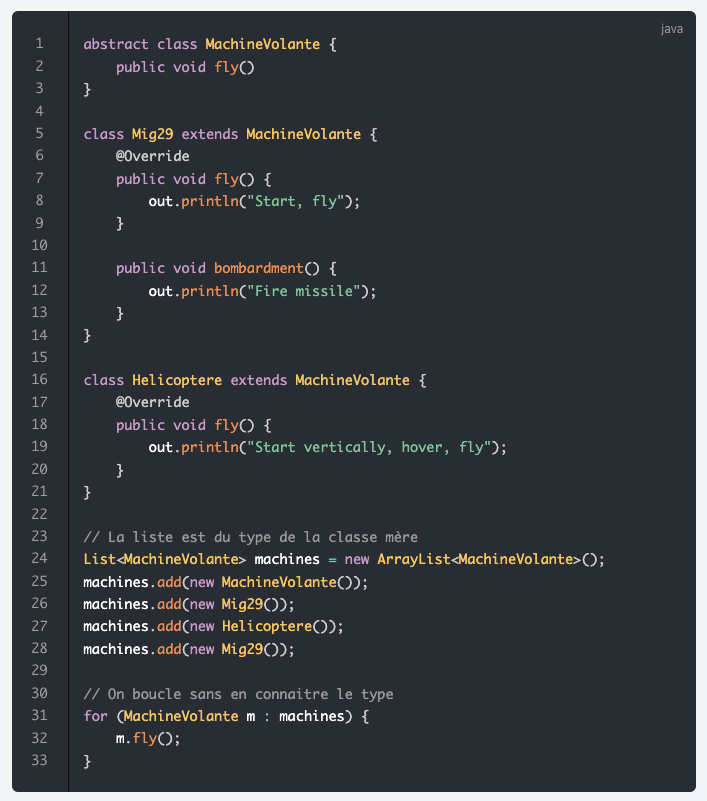 java
1 abstract class MachineVolante {
2     public void fly()
3 }
4
5 class Mig29 extends MachineVolante {
6     @Override
7     public void fly() {
8         out.println("Start, fly");
9     }
10
11     public void bombardment() {
12         out.println("Fire missile");
13     }
14 }
15
16 class Helicoptere extends MachineVolante {
17     @Override
18     public void fly() {
19         out.println("Start vertically, hover, fly");
20     }
21 }
22
23 // La liste est du type de la classe mère
24 List<MachineVolante> machines = new ArrayList<MachineVolante>();
25 machines.add(new MachineVolante());
26 machines.add(new Mig29());
27 machines.add(new Helicoptere());
28 machines.add(new Mig29());
29
30 // On boucle sans en connaitre le type
31 for (MachineVolante m : machines) {
32     m.fly();
33 }